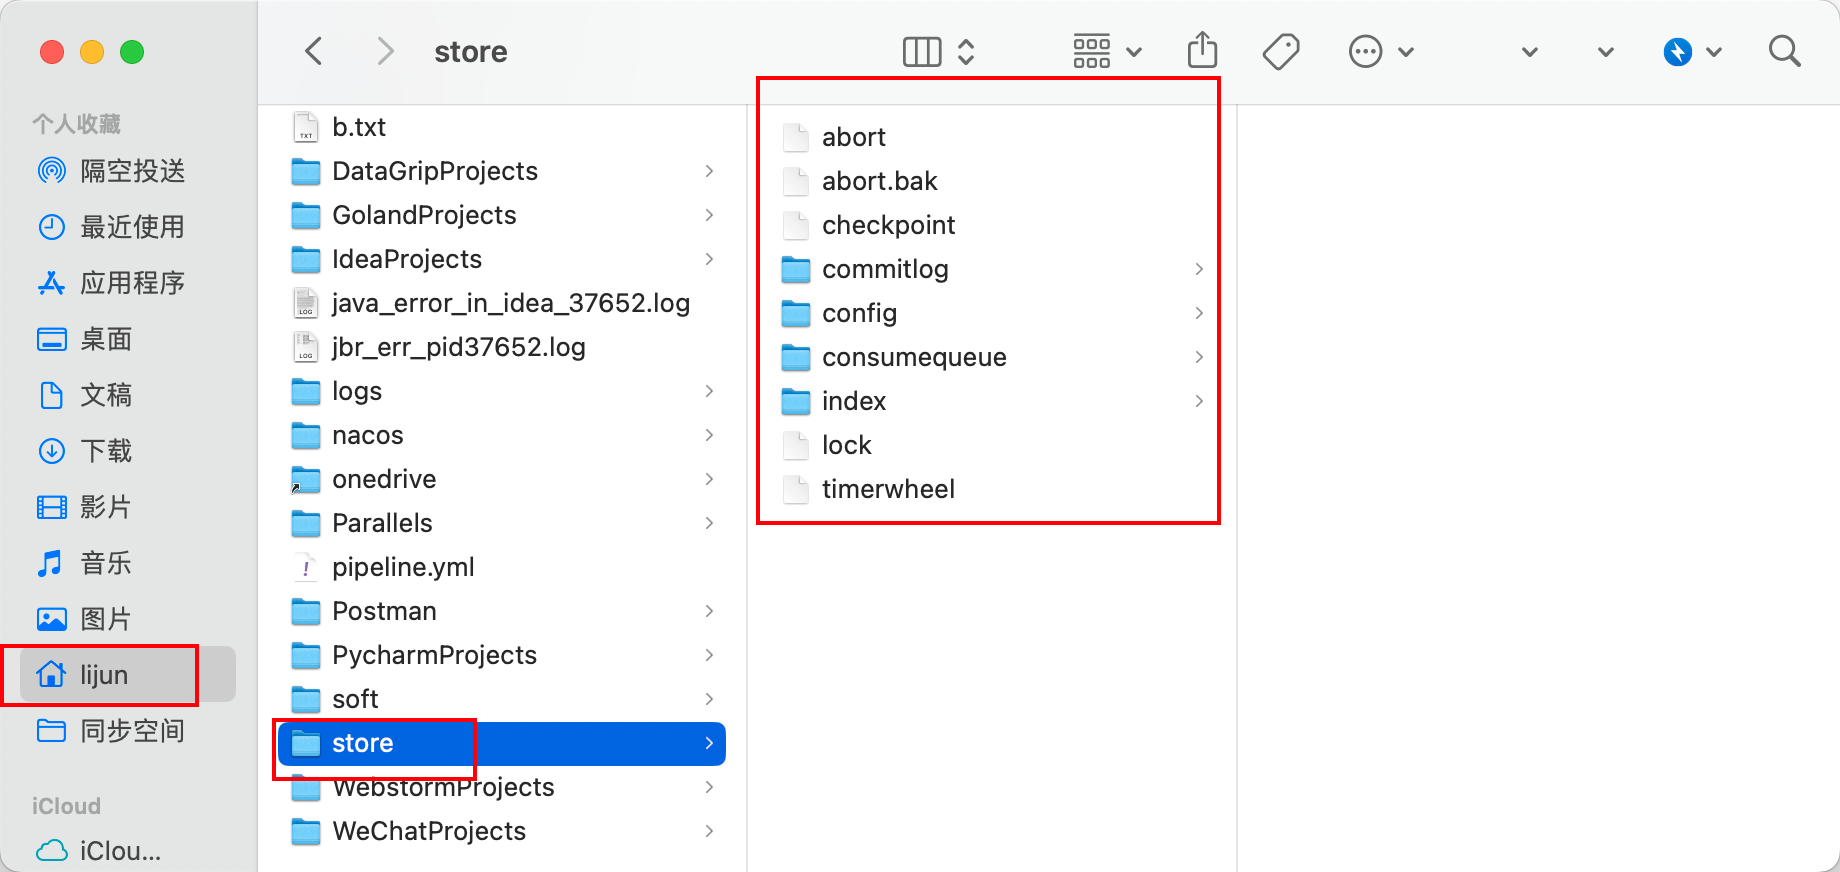 store
个人收藏
隔空投送
最近使用
应用程序
桌面
文稿
下载
影片
音乐
图片
lijun
同步空间
iCloud
iClou...
b.txt
DataGripProjects
GolandProjects
IdeaProjects
java_error_in_idea_37652.log
jbr_err_pid37652.log
logs
nacos
onedrive
Parallels
pipeline.yml
Postman
PycharmProjects
soft
store
WebstormProjects
WeChatProjects
abort
abort.bak
checkpoint
commitlog
config
consumequeue
index
lock
timerwheel